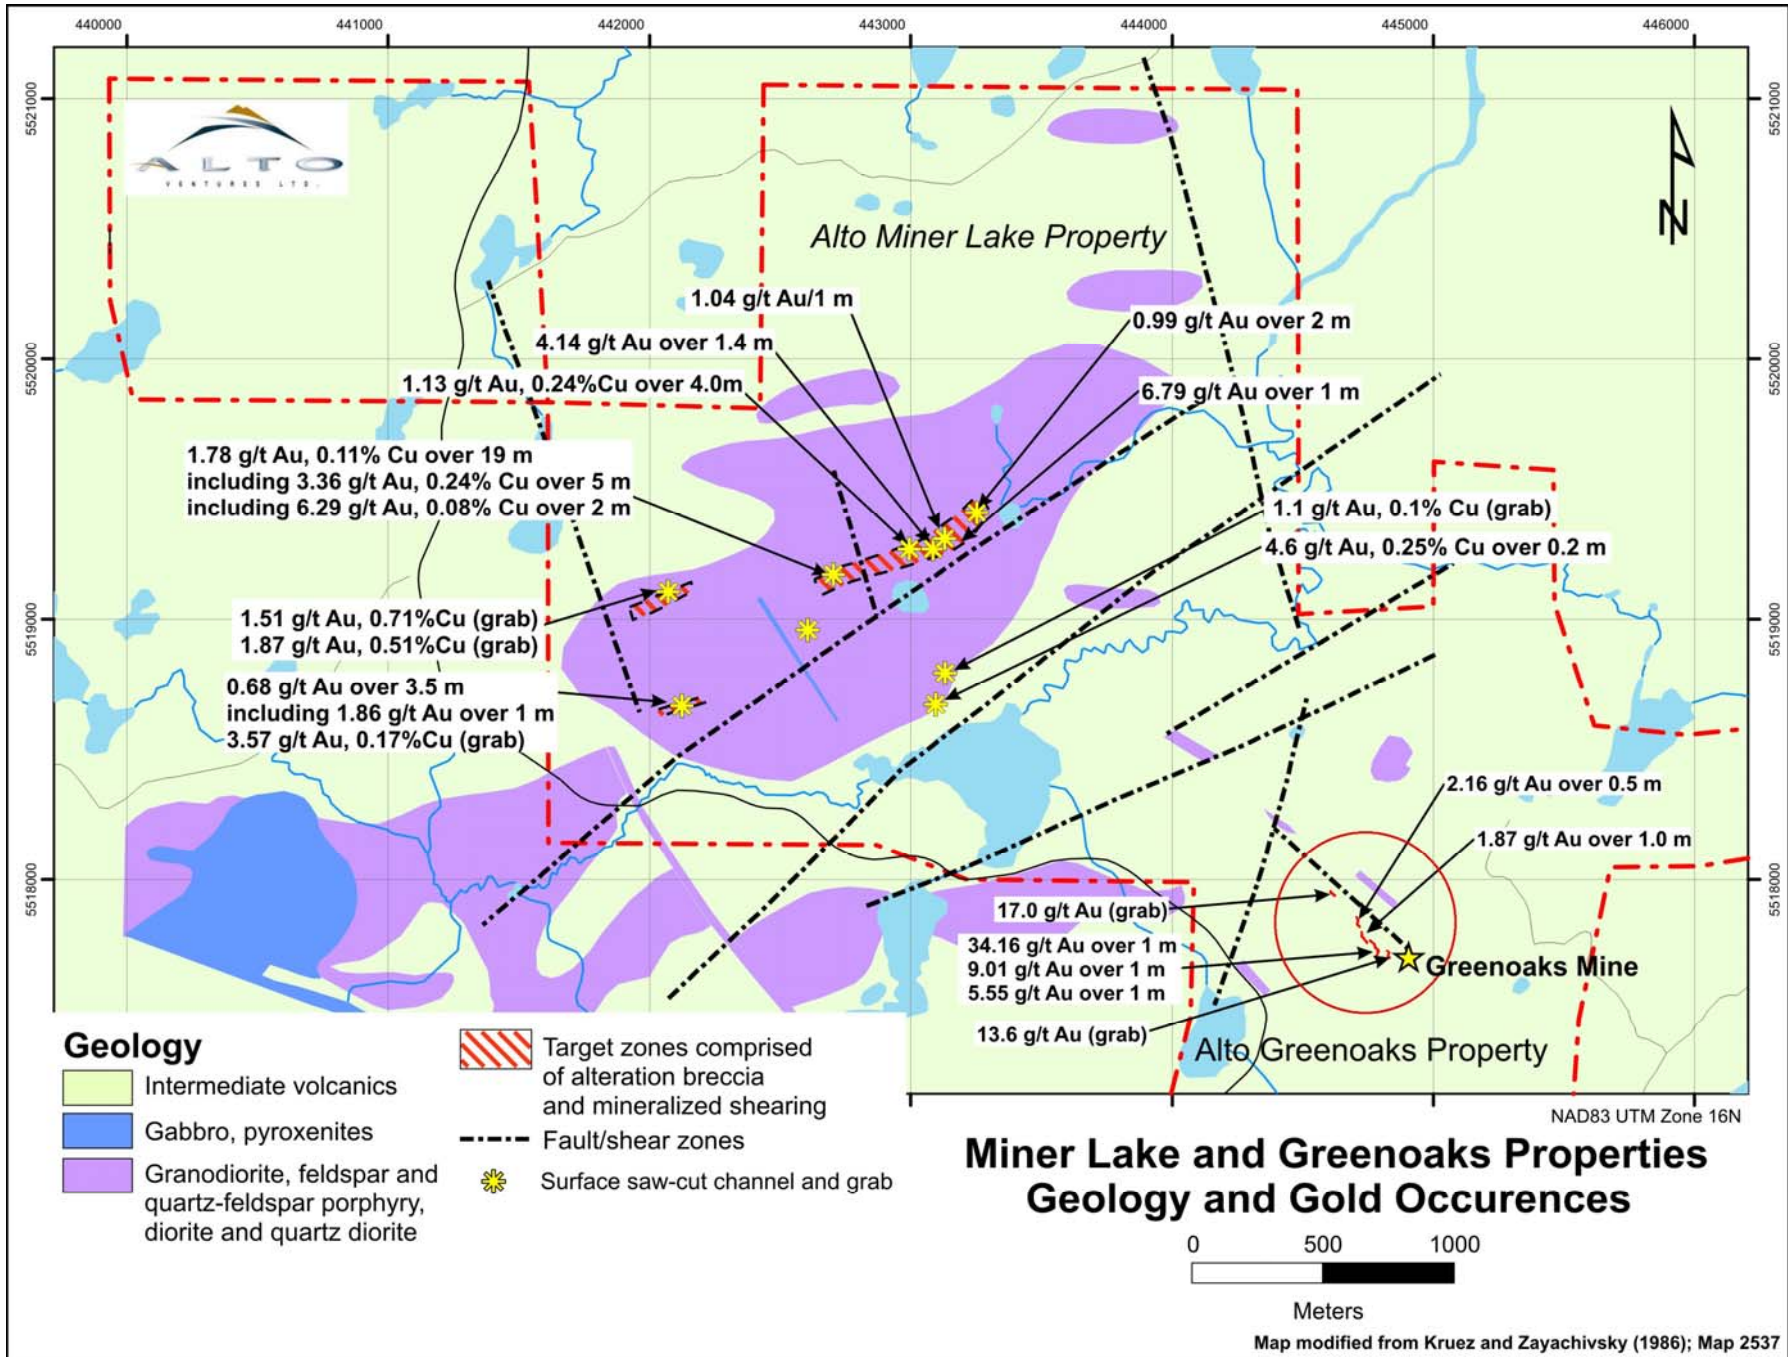 440000
441000
442000
443000
444000
445000
446000
5521000
5521000
ALTO
VENTURES LTD.
N
Alto Miner Lake Property
1.04 g/t Au/1 m
0.99 g/t Au over 2 m
4.14 g/t Au over 1.4 m
5520000
5520000
1.13 g/t Au, 0.24%Cu over 4.0m
6.79 g/t Au over 1 m
1.78 g/t Au, 0.11% Cu over 19 m
including 3.36 g/t Au, 0.24% Cu over 5 m
including 6.29 g/t Au, 0.08% Cu over 2 m
1.1 g/t Au, 0.1% Cu (grab)
4.6 g/t Au, 0.25% Cu over 0.2 m
5519000
5519000
1.51 g/t Au, 0.71%Cu (grab)
1.87 g/t Au, 0.51%Cu (grab)
0.68 g/t Au over 3.5 m
including 1.86 g/t Au over 1 m
3.57 g/t Au, 0.17%Cu (grab)
2.16 g/t Au over 0.5 m
1.87 g/t Au over 1.0 m
5518000
5518000
17.0 g/t Au (grab)
34.16 g/t Au over 1 m
9.01 g/t Au over 1 m
5.55 g/t Au over 1 m
Greenoaks Mine
13.6 g/t Au (grab)
Alto Greenoaks Property
Geology
Intermediate volcanics
Gabbro, pyroxenites
Granodiorite, feldspar and
quartz-feldspar porphyry,
diorite and quartz diorite
Target zones comprised
of alteration breccia
and mineralized shearing
Fault/shear zones
Surface saw-cut channel and grab
NAD83 UTM Zone 16N
Miner Lake and Greenoaks Properties
Geology and Gold Occurences
0
500
1000
Meters
Map modified from Kruez and Zayachivsky (1986); Map 2537